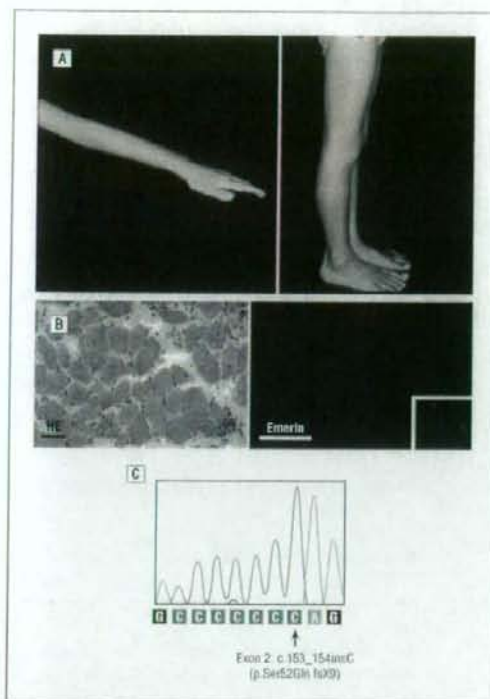 A
B
HE
Emerin
C
G C C C C C C C A G
Exon 2: c.153_154insC
(p.Ser52Gln fsX9)